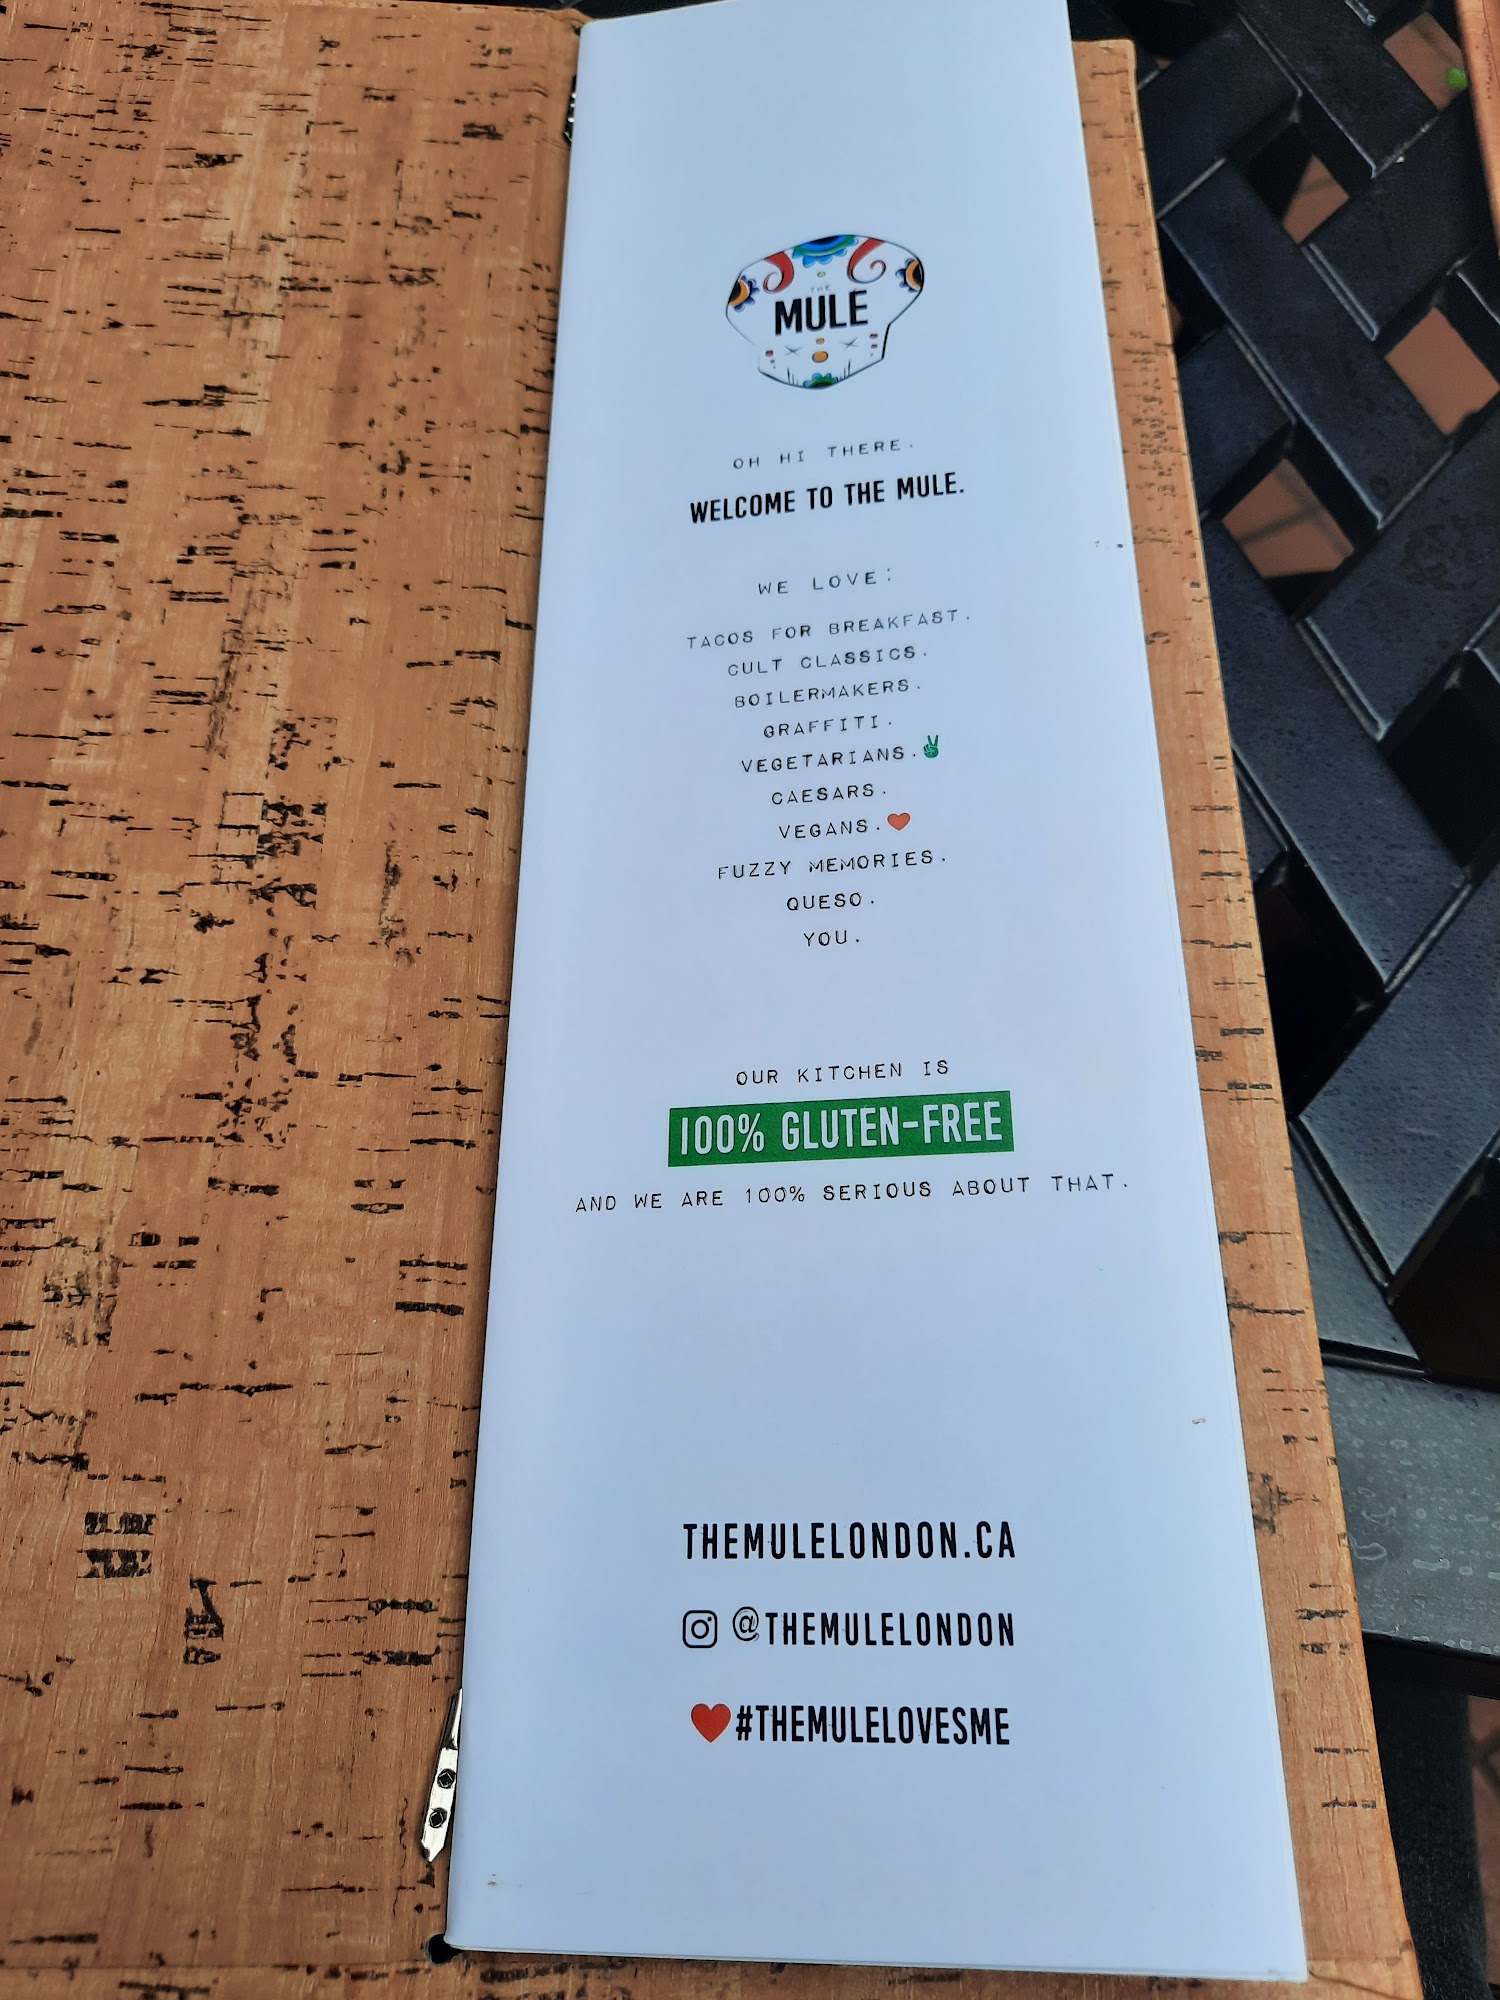 THE
MULE
OH HI THERE.
WELCOME TO THE MULE.
WE LOVE:
TACOS FOR BREAKFAST.
CULT CLASSICS.
BOILERMAKERS.
GRAFFITI.
VEGETARIANS.
CAESARS.
VEGANS.
FUZZY MEMORIES.
QUESO.
YOU.
OUR KITCHEN IS
100% GLUTEN-FREE
AND WE ARE 100% SERIOUS ABOUT THAT.
THEMULELONDON.CA
@THEMULELONDON
#THEMULELOVESME